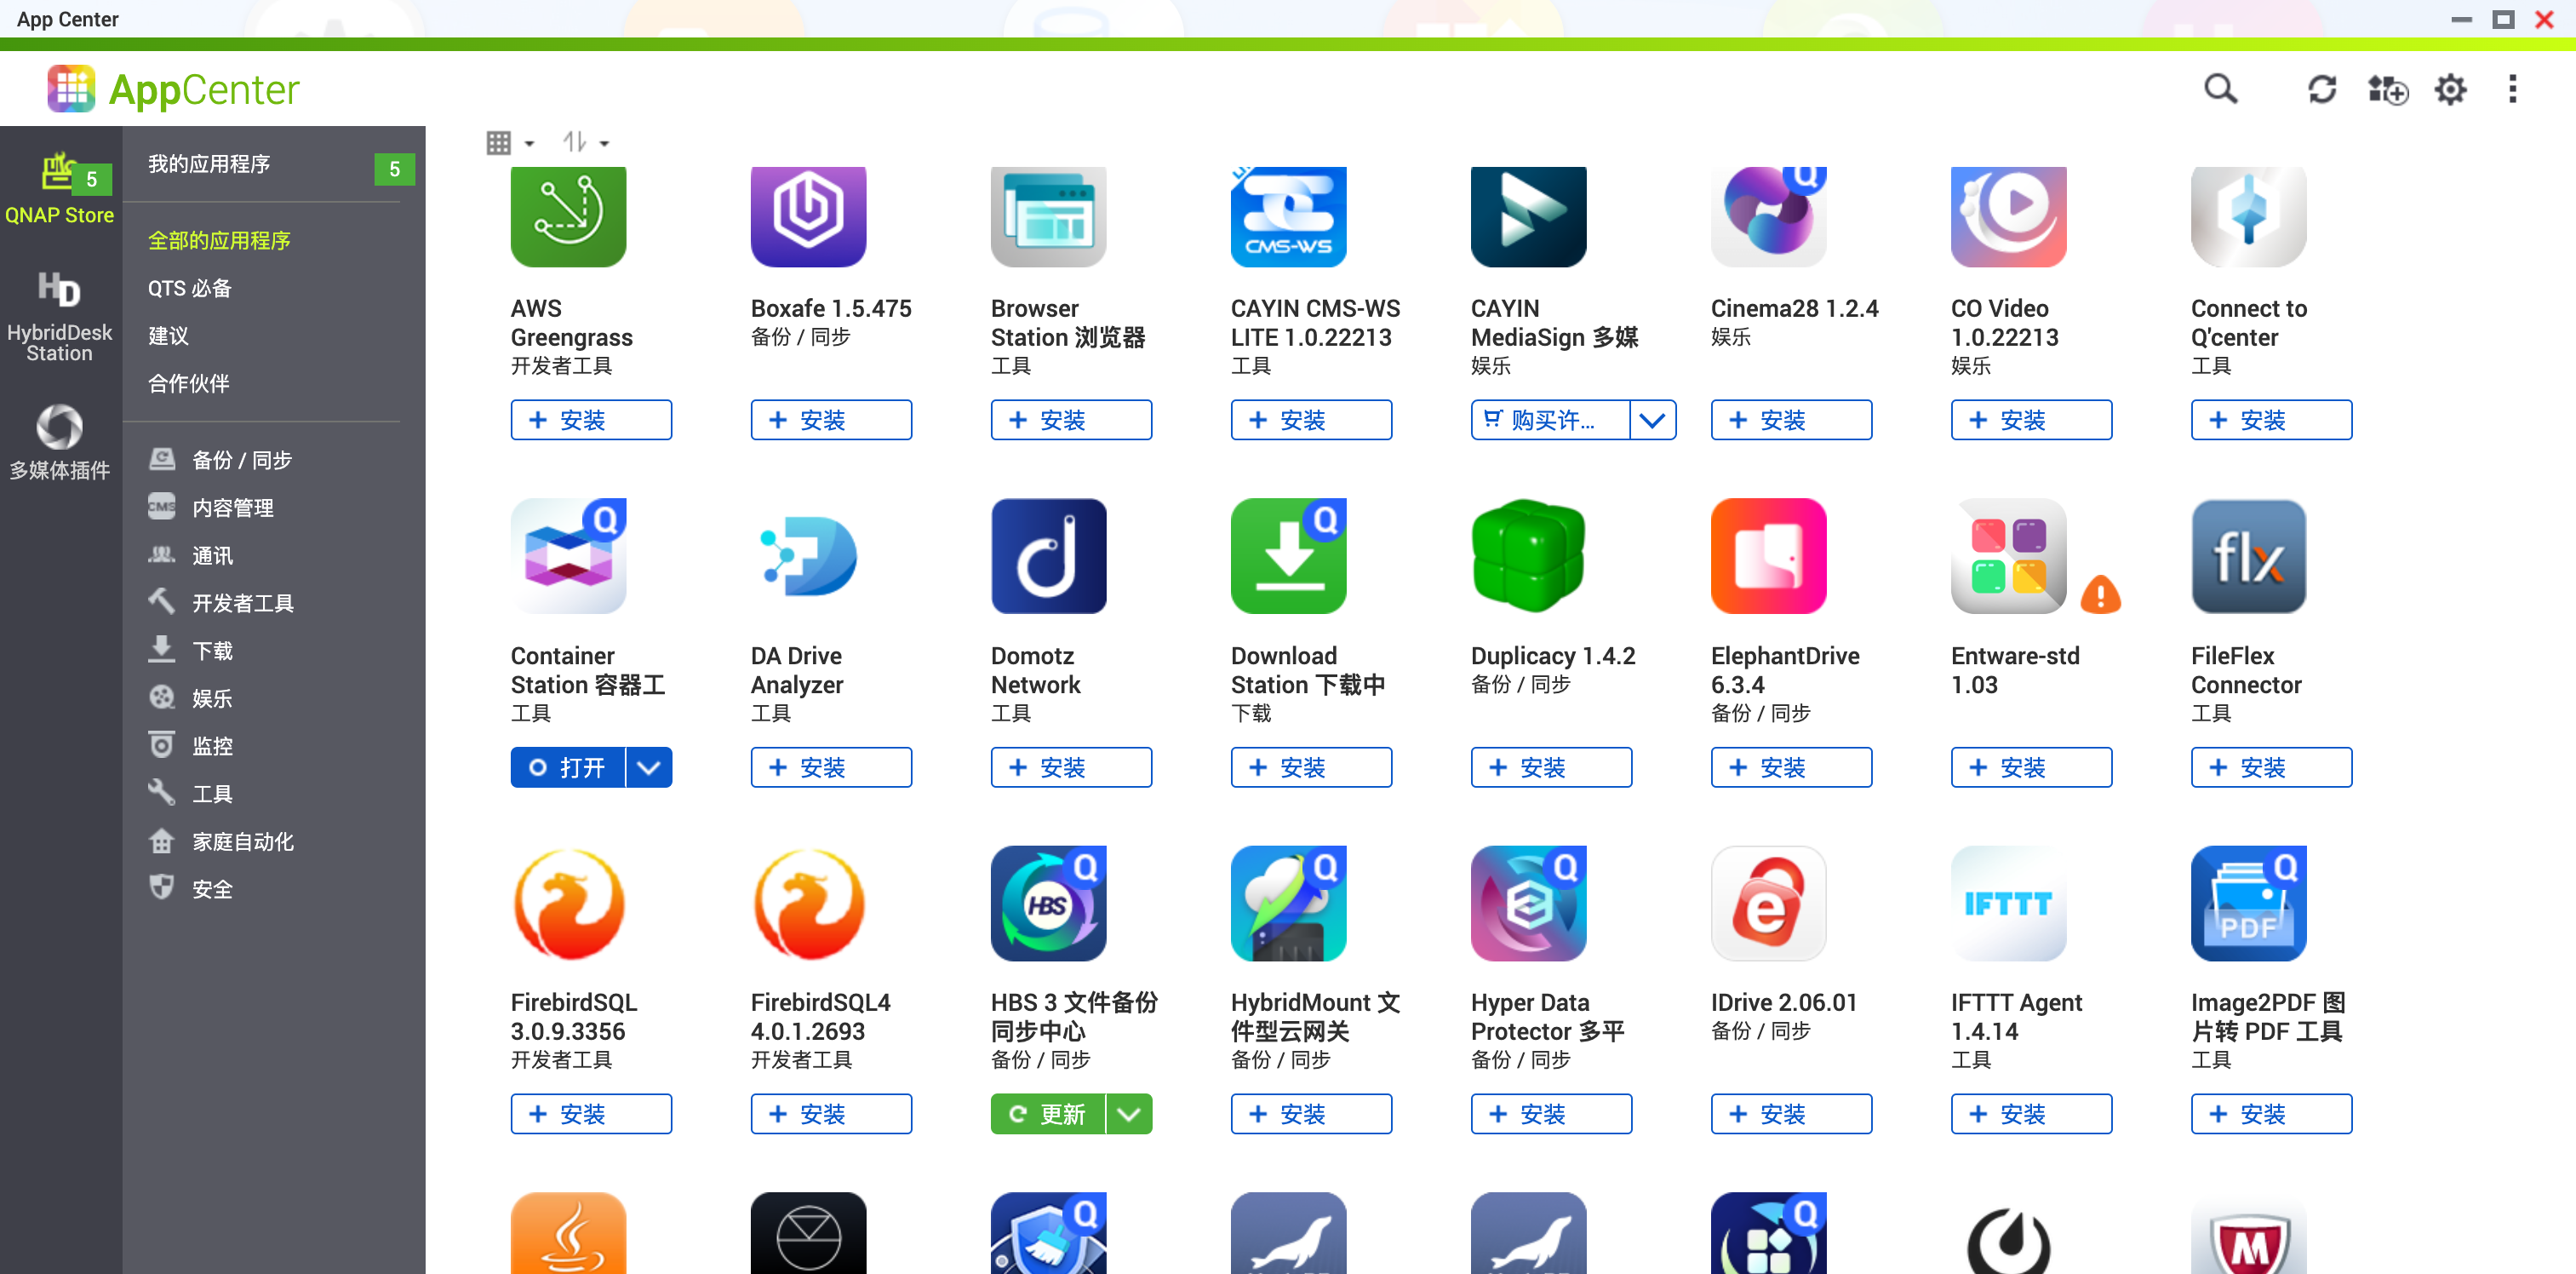 App Center
AppCenter
5
QNAP Store
HD
HybridDesk
Station
多媒体插件
我的应用程序
5
全部的应用程序
QTS 必备
建议
合作伙伴
备份 / 同步
CMS
内容管理
通讯
开发者工具
下载
娱乐
监控
工具
家庭自动化
安全
CMS-WS
Q
AWS
Greengrass
开发者工具
+ 安装
Boxafe 1.5.475
备份 / 同步
+ 安装
Browser
Station 浏览器
工具
+ 安装
CAYIN CMS-WS
LITE 1.0.22213
工具
+ 安装
CAYIN
MediaSign 多媒
娱乐
购买许...
Cinema28 1.2.4
娱乐
+ 安装
CO Video
1.0.22213
娱乐
+ 安装
Connect to
Q'center
工具
+ 安装
Q
Q
flx
Container
Station 容器工
工具
打开
DA Drive
Analyzer
工具
+ 安装
Domotz
Network
工具
+ 安装
Download
Station 下载中
下载
+ 安装
Duplicacy 1.4.2
备份 / 同步
+ 安装
ElephantDrive
6.3.4
备份 / 同步
+ 安装
Entware-std
1.03
+ 安装
FileFlex
Connector
工具
+ 安装
Q
HBS
Q
Q
e
IFTTT
Q
PDF
FirebirdSQL
3.0.9.3356
开发者工具
+ 安装
FirebirdSQL4
4.0.1.2693
开发者工具
+ 安装
HBS 3 文件备份
同步中心
备份 / 同步
更新
HybridMount 文
件型云网关
备份 / 同步
+ 安装
Hyper Data
Protector 多平
备份 / 同步
+ 安装
IDrive 2.06.01
备份 / 同步
+ 安装
IFTTT Agent
1.4.14
工具
+ 安装
Image2PDF 图
片转 PDF 工具
工具
+ 安装
Q
Q
M